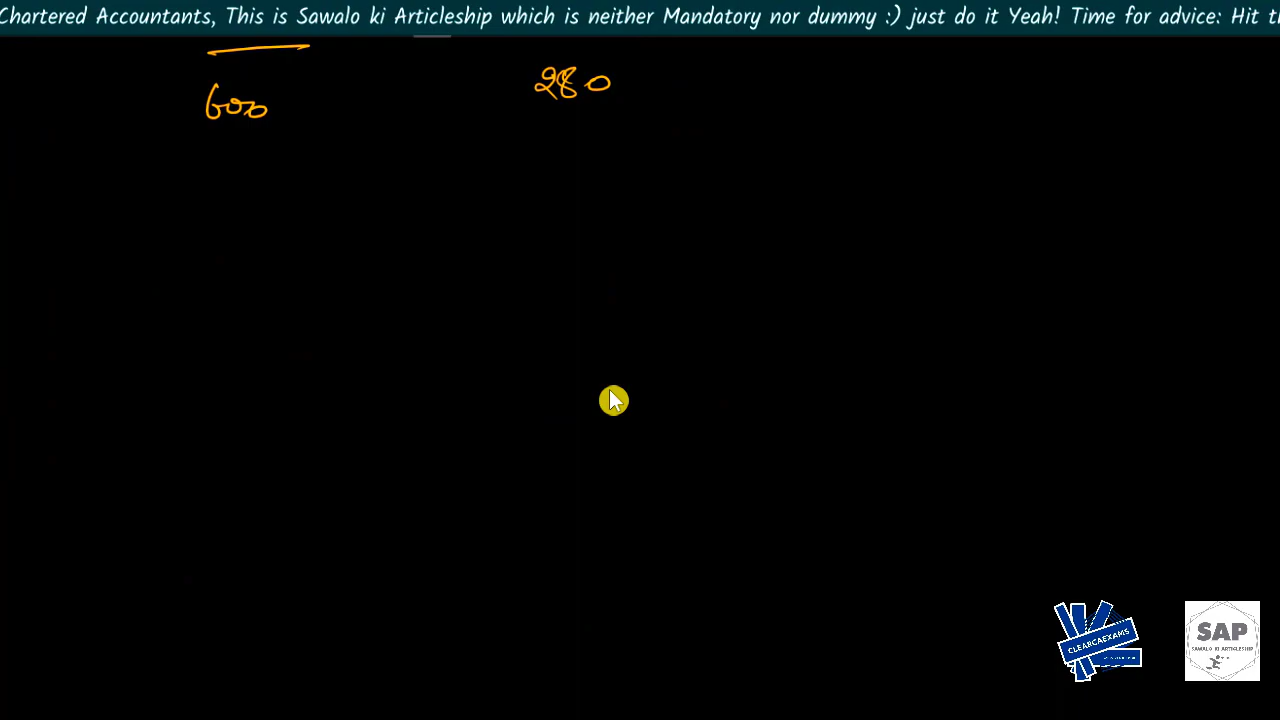 Chartered Accountants, This is Sawalo ki Articleship which is neither Mandatory nor dummy :) just do it Yeah! Time for advice: Hit th
280
600
CLEARCAEXAMS
SAP
SAWALO KI ARTICLESHIP